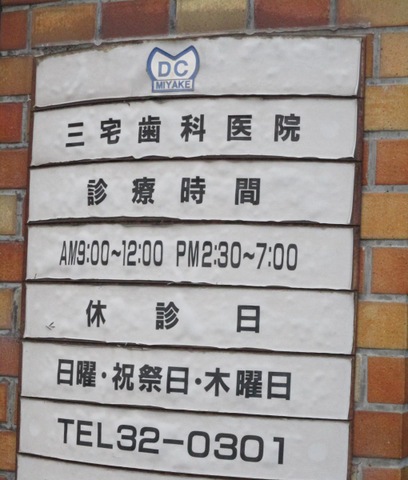 DC
MIYAKE
三宅歯科医院
診療時間
AM9:00~12:00 PM2:30~7:00
休診日
日曜・祝祭日・木曜日
TEL32-0301